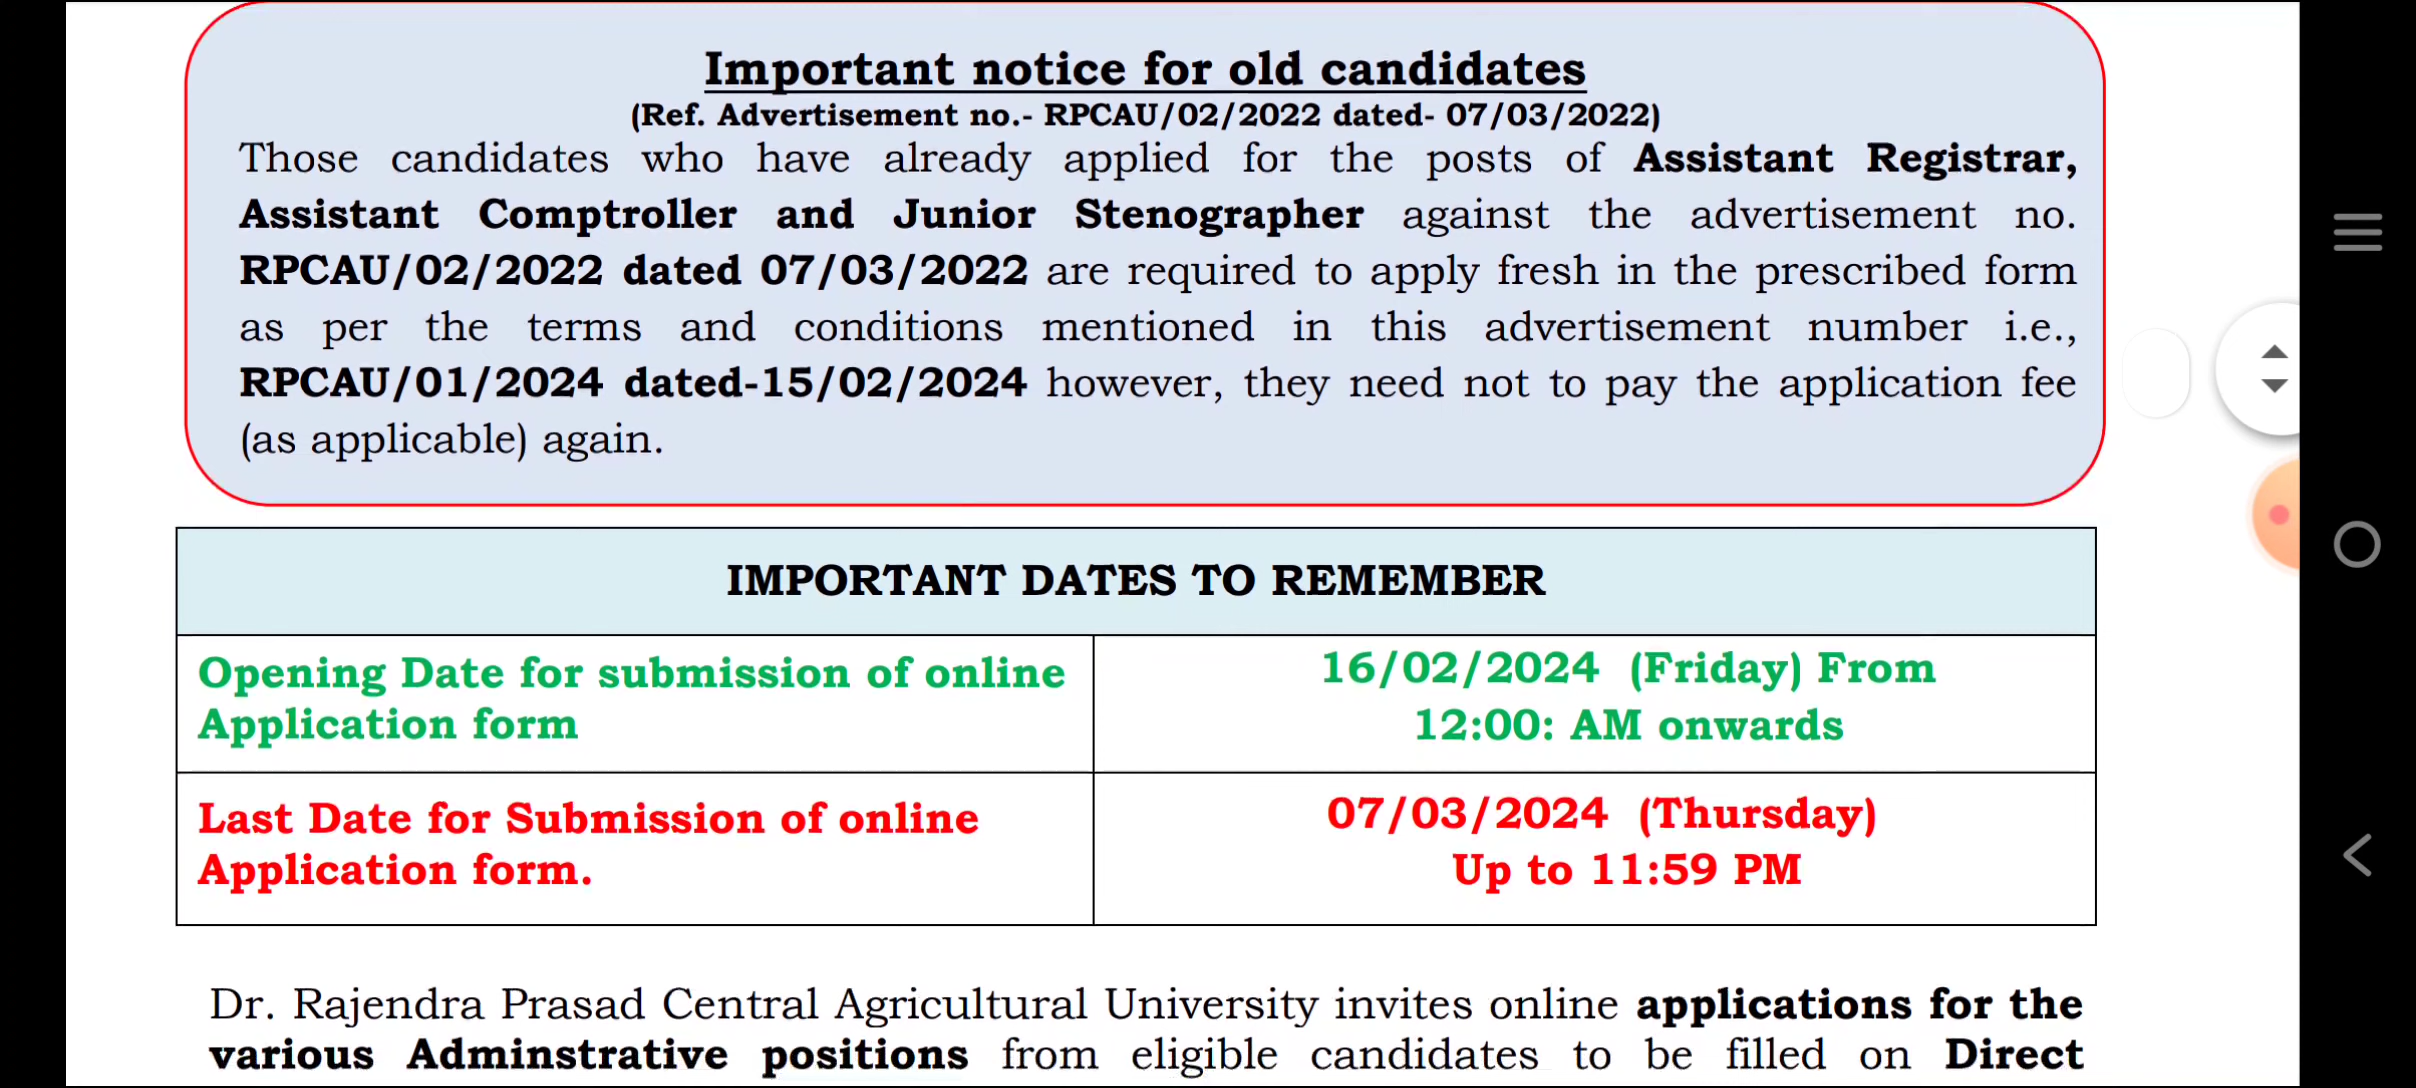 Important notice for old candidates
(Ref. Advertisement no.- RPCAU/02/2022 dated- 07/03/2022)
Those candidates who have already applied for the posts of Assistant Registrar,
Assistant Comptroller and Junior Stenographer against the advertisement no.
RPCAU/02/2022 dated 07/03/2022 are required to apply fresh in the prescribed form
as per the terms and conditions mentioned in this advertisement number i.e.,
RPCAU/01/2024 dated-15/02/2024 however, they need not to pay the application fee
(as applicable) again.
IMPORTANT DATES TO REMEMBER
Opening Date for submission of online
Application form
16/02/2024 (Friday) From
12:00: AM onwards
Last Date for Submission of online
Application form.
07/03/2024 (Thursday)
Up to 11:59 PM
Dr. Rajendra Prasad Central Agricultural University invites online applications for the
various Adminstrative positions from eligible candidates to be filled on Direct